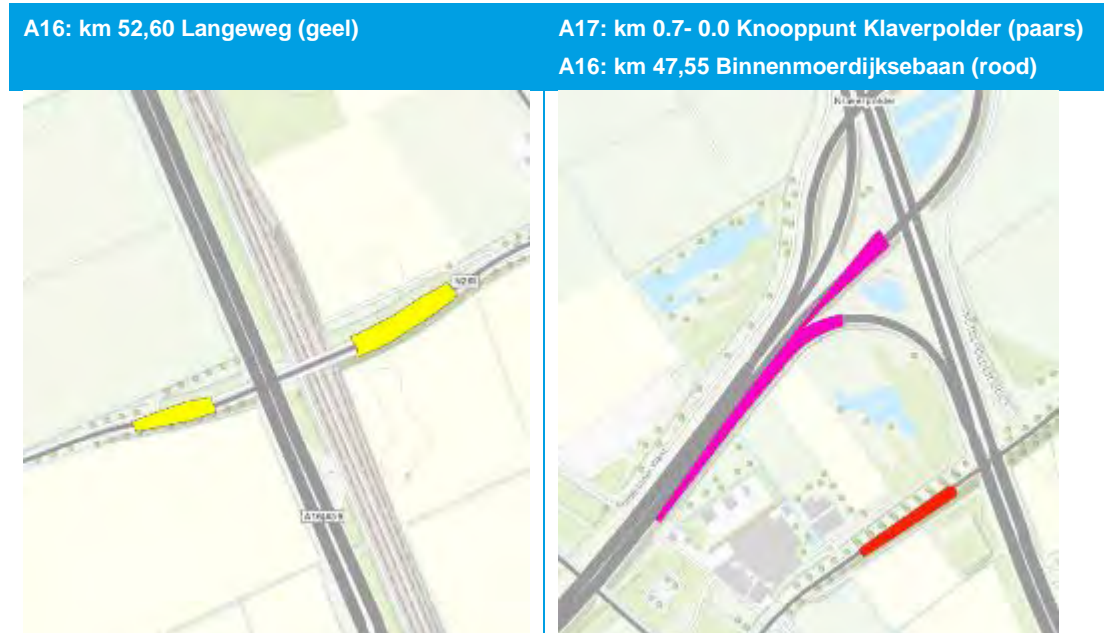 A16: km 52,60 Langeweg (geel)
A17: km 0.7- 0.0 Knooppunt Klaverpolder (paars)
A16: km 47,55 Binnenmoerdijksebaan (rood)
Klaverpolder